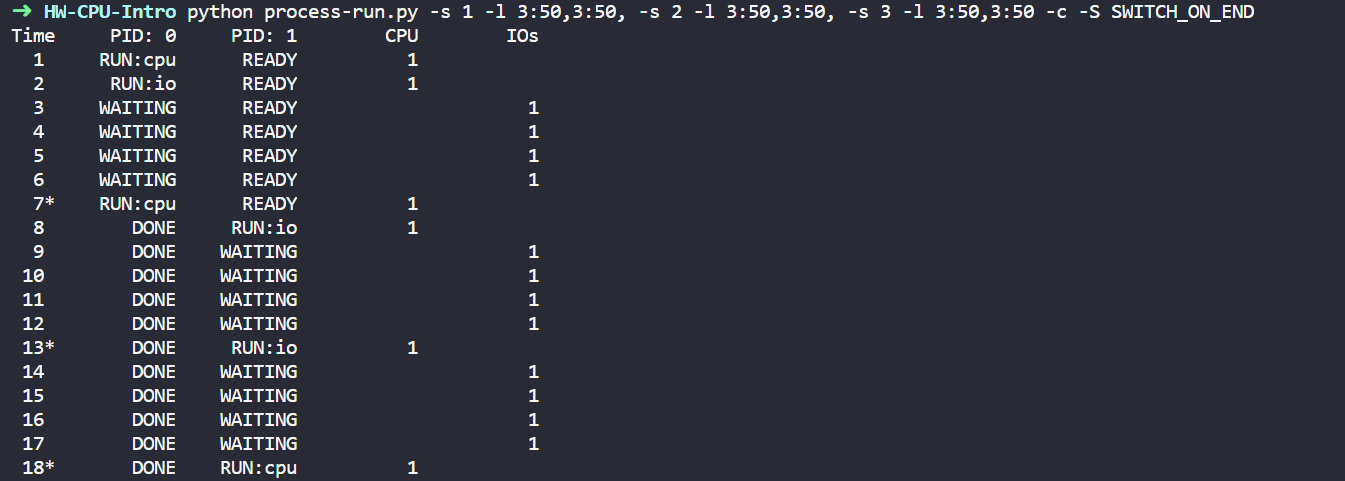 ➜ HW-CPU-Intro python process-run.py -s 1 -l 3:50,3:50, -s 2 -l 3:50,3:50, -s 3 -l 3:50,3:50 -c -S SWITCH_ON_END
Time PID: 0 PID: 1 CPU IOs
1 RUN:cpu READY 1
2 RUN:io READY 1
3 WAITING READY 1
4 WAITING READY 1
5 WAITING READY 1
6 WAITING READY 1
7* RUN:cpu READY 1
8 DONE RUN:io 1
9 DONE WAITING 1
10 DONE WAITING 1
11 DONE WAITING 1
12 DONE WAITING 1
13* DONE RUN:io 1
14 DONE WAITING 1
15 DONE WAITING 1
16 DONE WAITING 1
17 DONE WAITING 1
18* DONE RUN:cpu 1